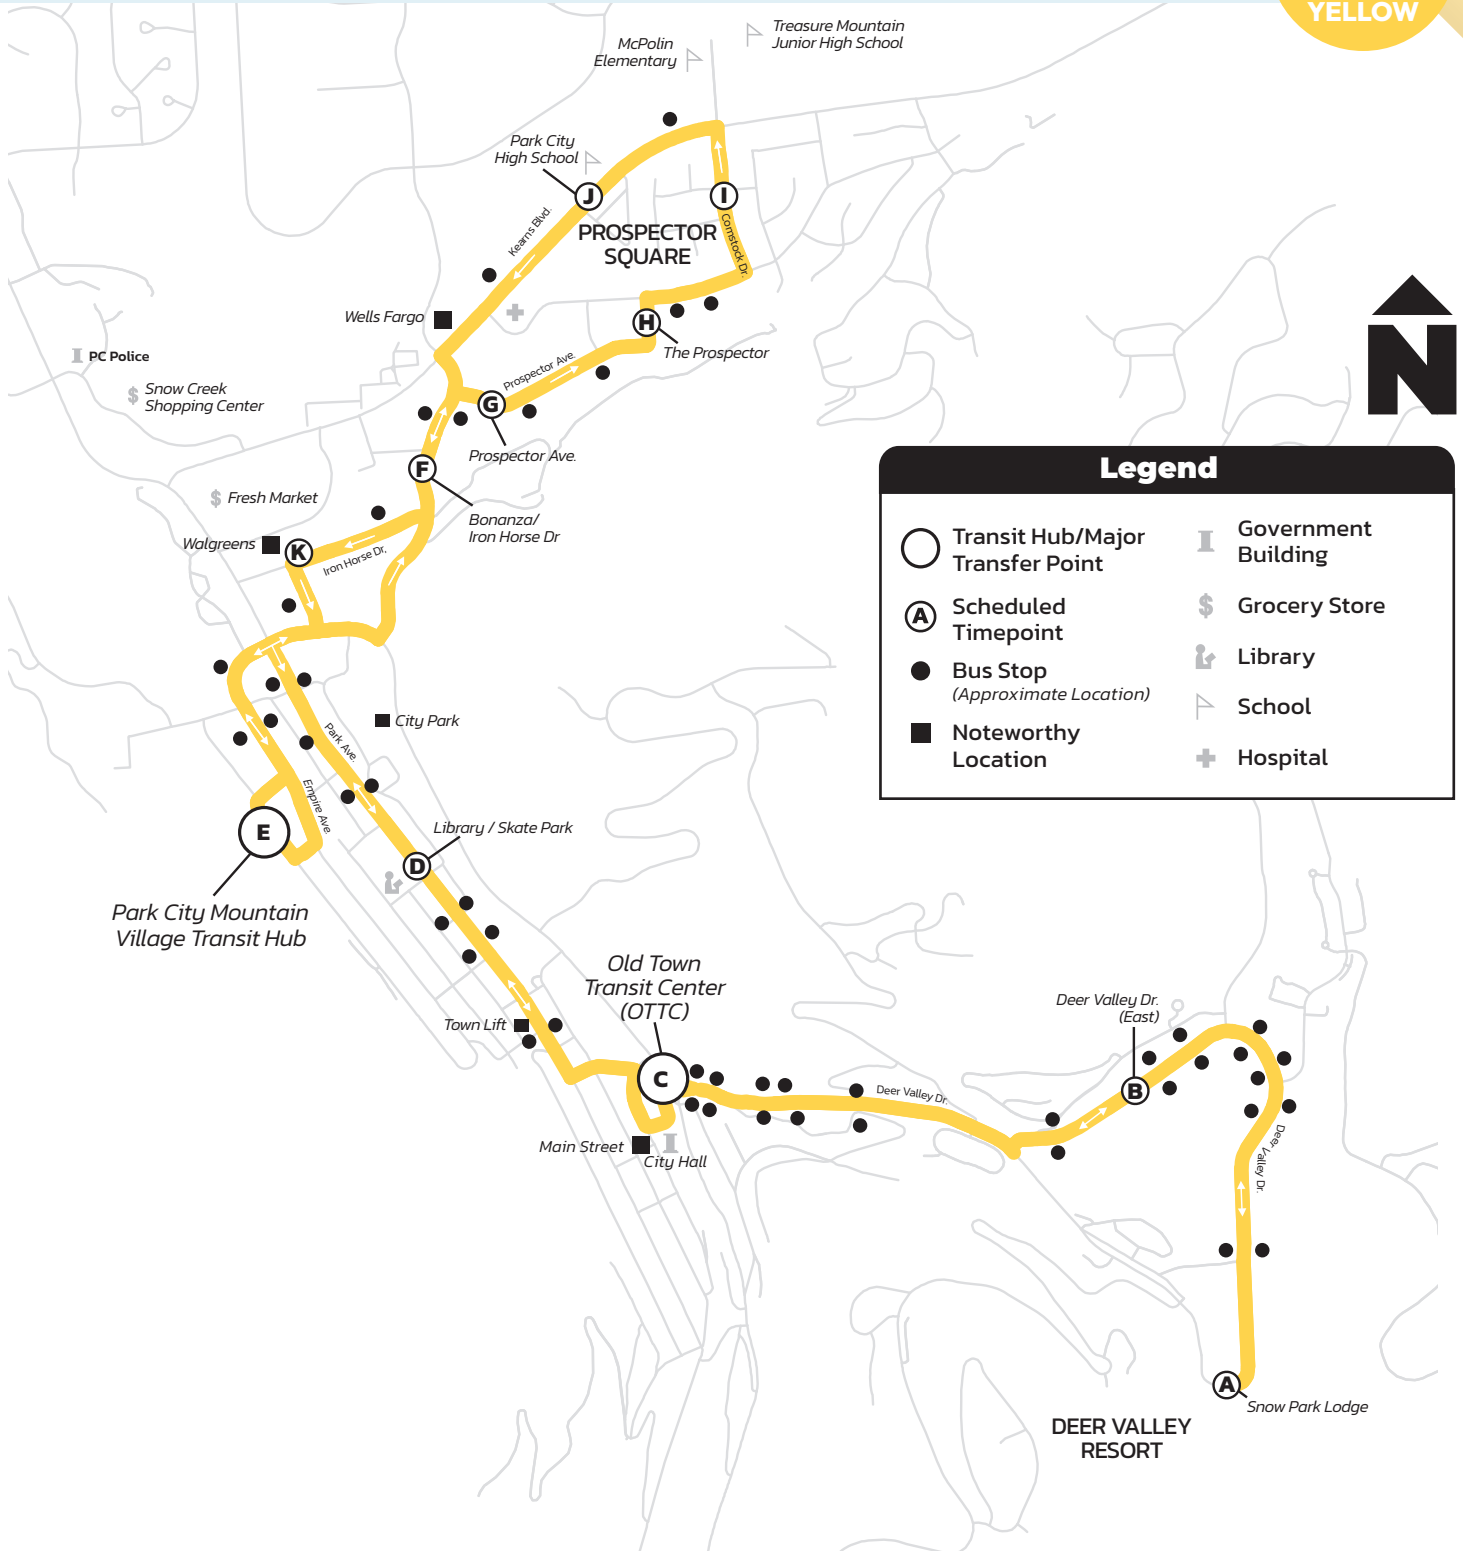 YELLOW
Treasure Mountain
Junior High School
McPolin
Elementary
Park City
High School
J
I
Kearns Blvd.
PROSPECTOR
SQUARE
Comstock Dr.
Wells Fargo
H
The Prospector
PC Police
Snow Creek
Shopping Center
Prospector Ave.
G
Prospector Ave.
F
Bonanza/
Iron Horse Dr
Fresh Market
Walgreens
K
Iron Horse Dr,
N
Legend
Transit Hub/Major
Transfer Point
A
Scheduled
Timepoint
Bus Stop
(Approximate Location)
Noteworthy
Location
Government
Building
$
Grocery Store
Library
School
Hospital
$
$
City Park
Park Ave.
Empire Ave.
E
Park City Mountain
Village Transit Hub
Library / Skate Park
D
Old Town
Transit Center
(OTTC)
Town Lift
C
Main Street
City Hall
Deer Valley Dr.
Deer Valley Dr.
(East)
B
Deer Valley Dr.
A
Snow Park Lodge
DEER VALLEY
RESORT